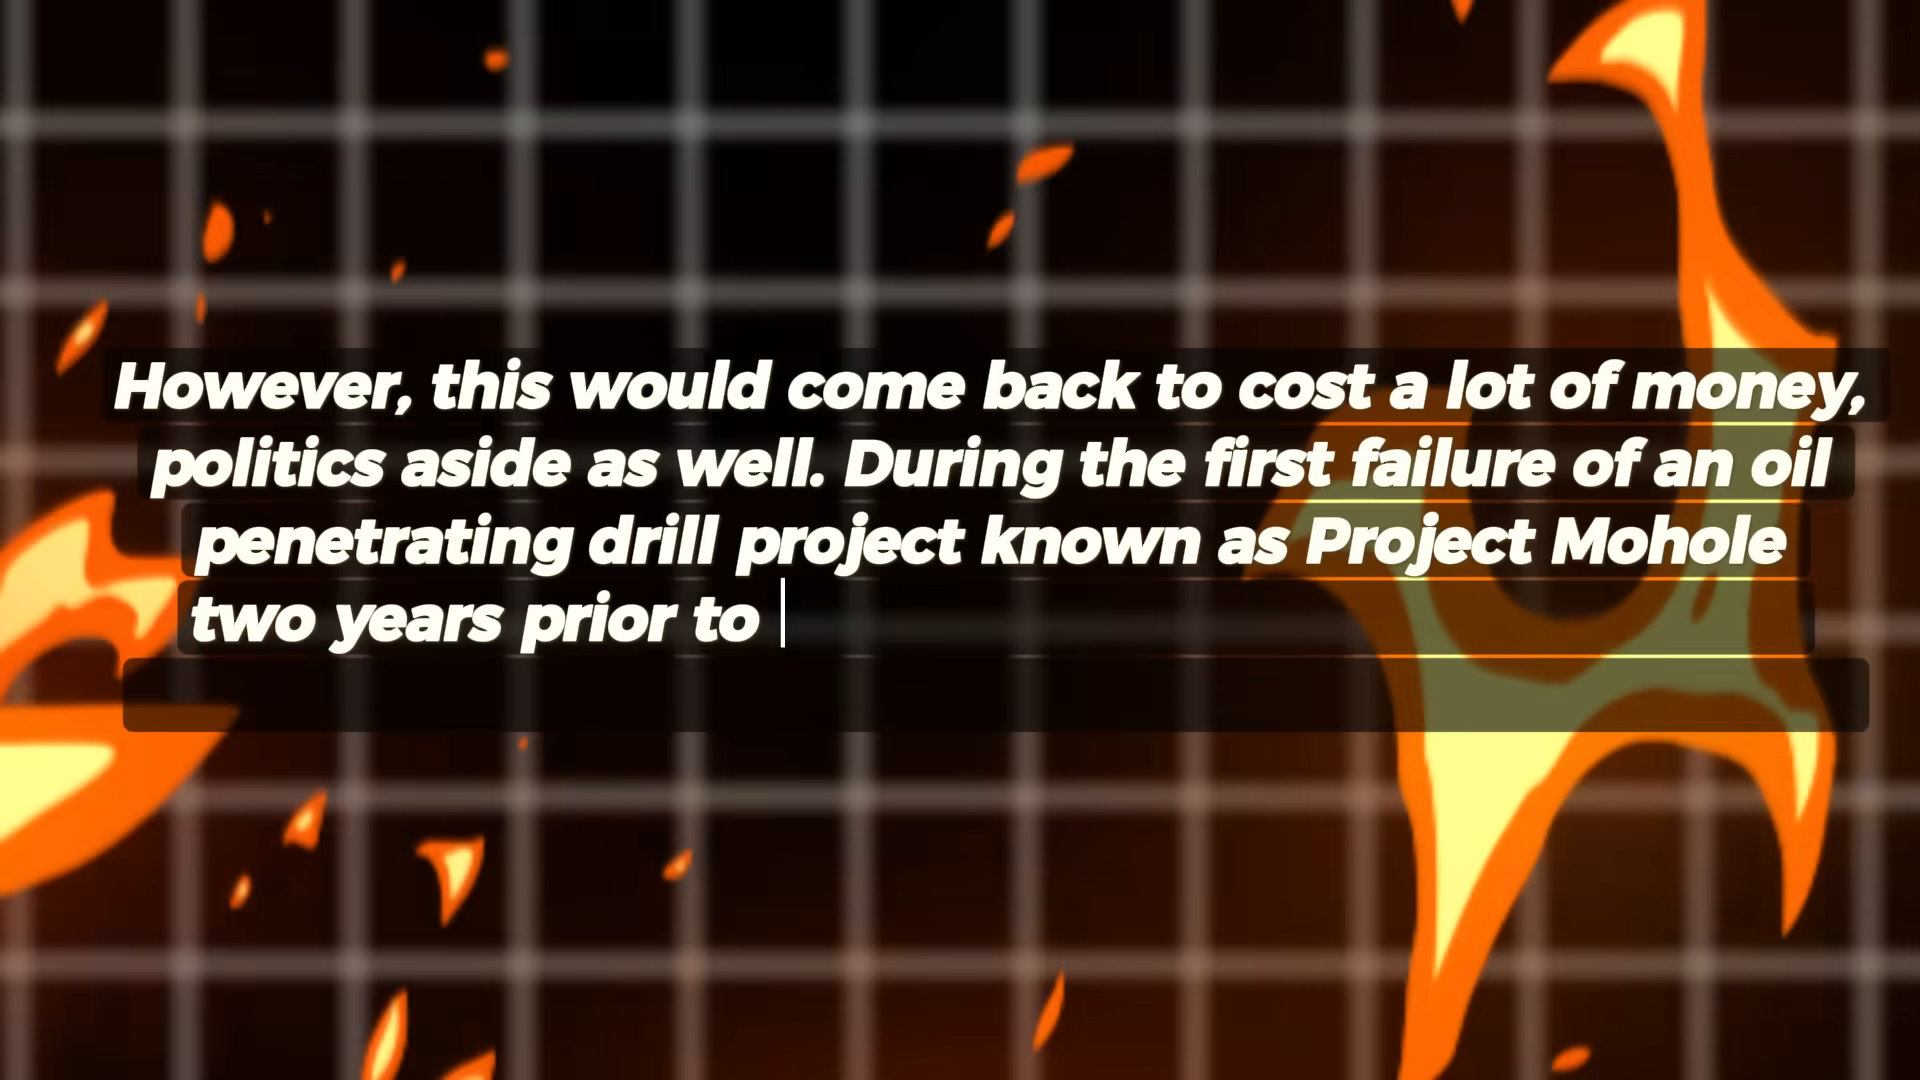 However, this would come back to cost a lot of money,
politics aside as well. During the first failure of an oil
penetrating drill project known as Project Mohole
two years prior to